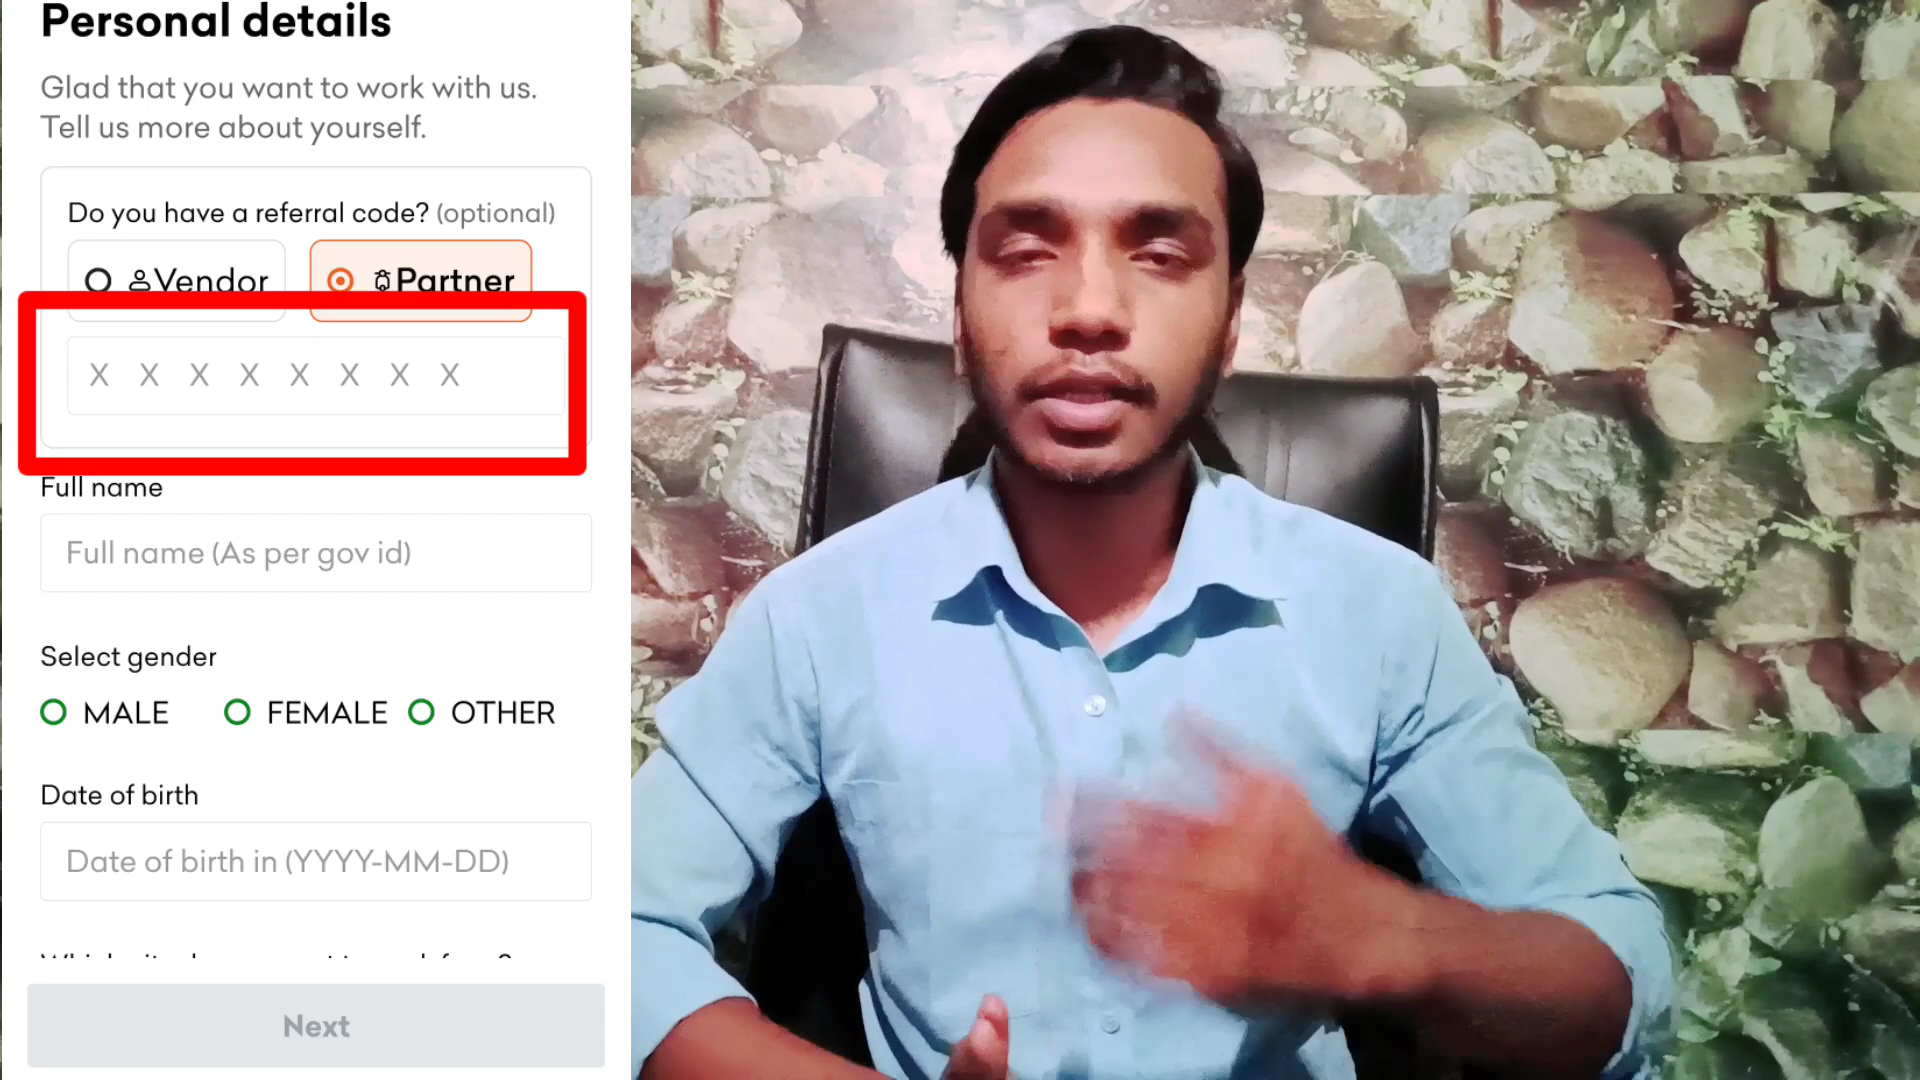 Personal details
Glad that you want to work with us.
Tell us more about yourself.
Do you have a referral code? (optional)
Vendor
Partner
X X X X X X X X
Full name
Full name (As per gov id)
Select gender
MALE FEMALE OTHER
Date of birth
Date of birth in (YYYY-MM-DD)
Next